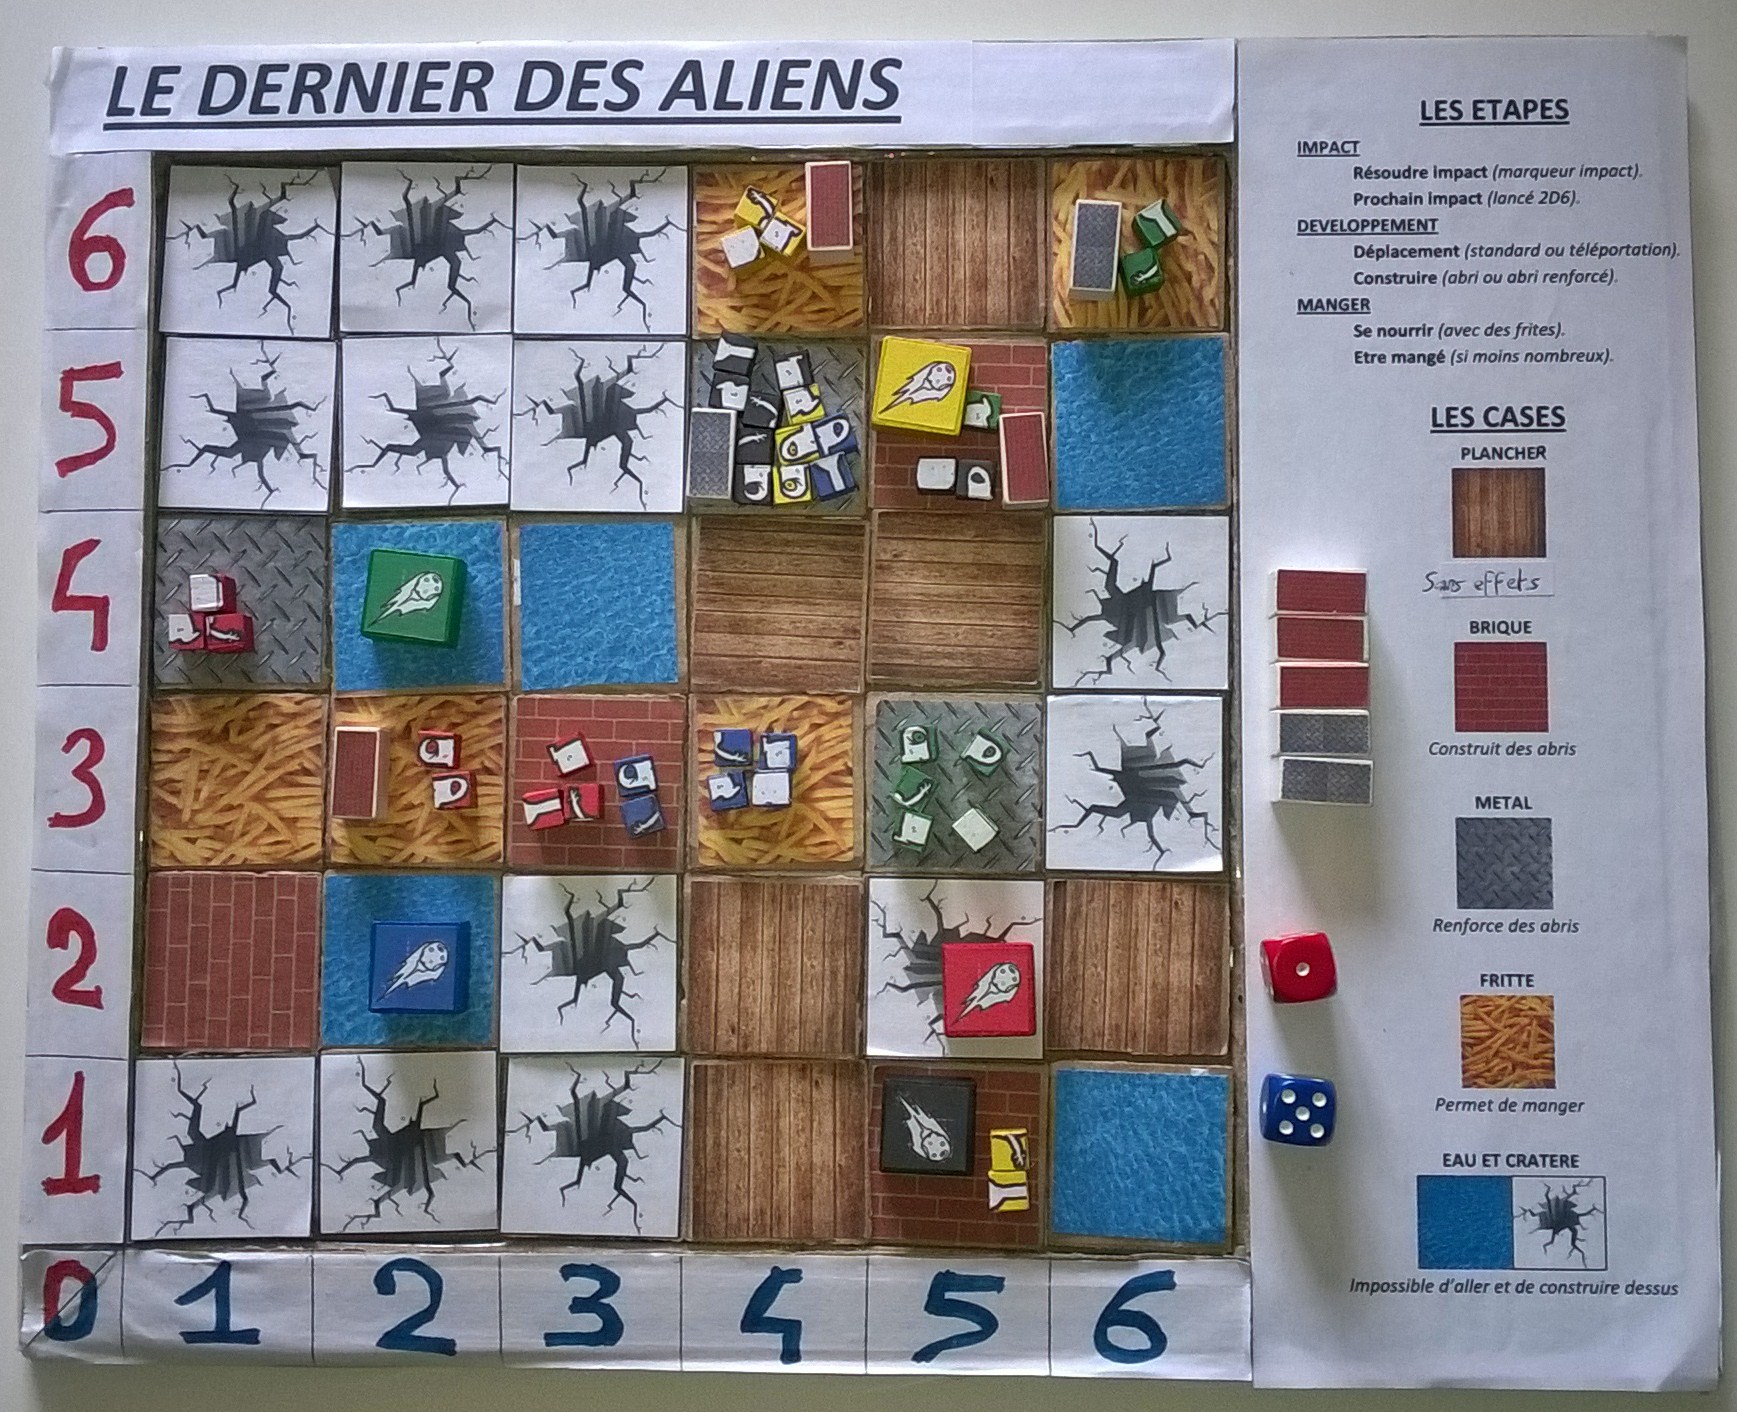 LE DERNIER DES ALIENS
6
5
4
3
2
1
0
1
2
3
4
5
6
LES ETAPES
IMPACT
Résoudre impact (marqueur impact).
Prochain impact (lancé 2D6).
DEVELOPPEMENT
Déplacement (standard ou téléportation).
Construire (abri ou abri renforcé).
MANGER
Se nourrir (avec des frites).
Etre mangé (si moins nombreux).
LES CASES
PLANCHER
Sans effets
BRIQUE
Construit des abris
METAL
Renforce des abris
FRITTE
Permet de manger
EAU ET CRATERE
Impossible d'aller et de construire dessus